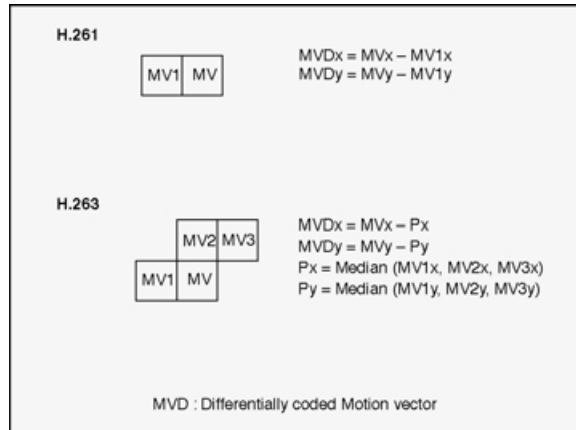 H.261
MV1 MV
MVDx = MVx – MV1x
MVDy = MVy – MV1y
H.263
MV2 MV3
MV1 MV
MVDx = MVx – Px
MVDy = MVy – Py
Px = Median (MV1x, MV2x, MV3x)
Py = Median (MV1y, MV2y, MV3y)
MVD : Differentially coded Motion vector